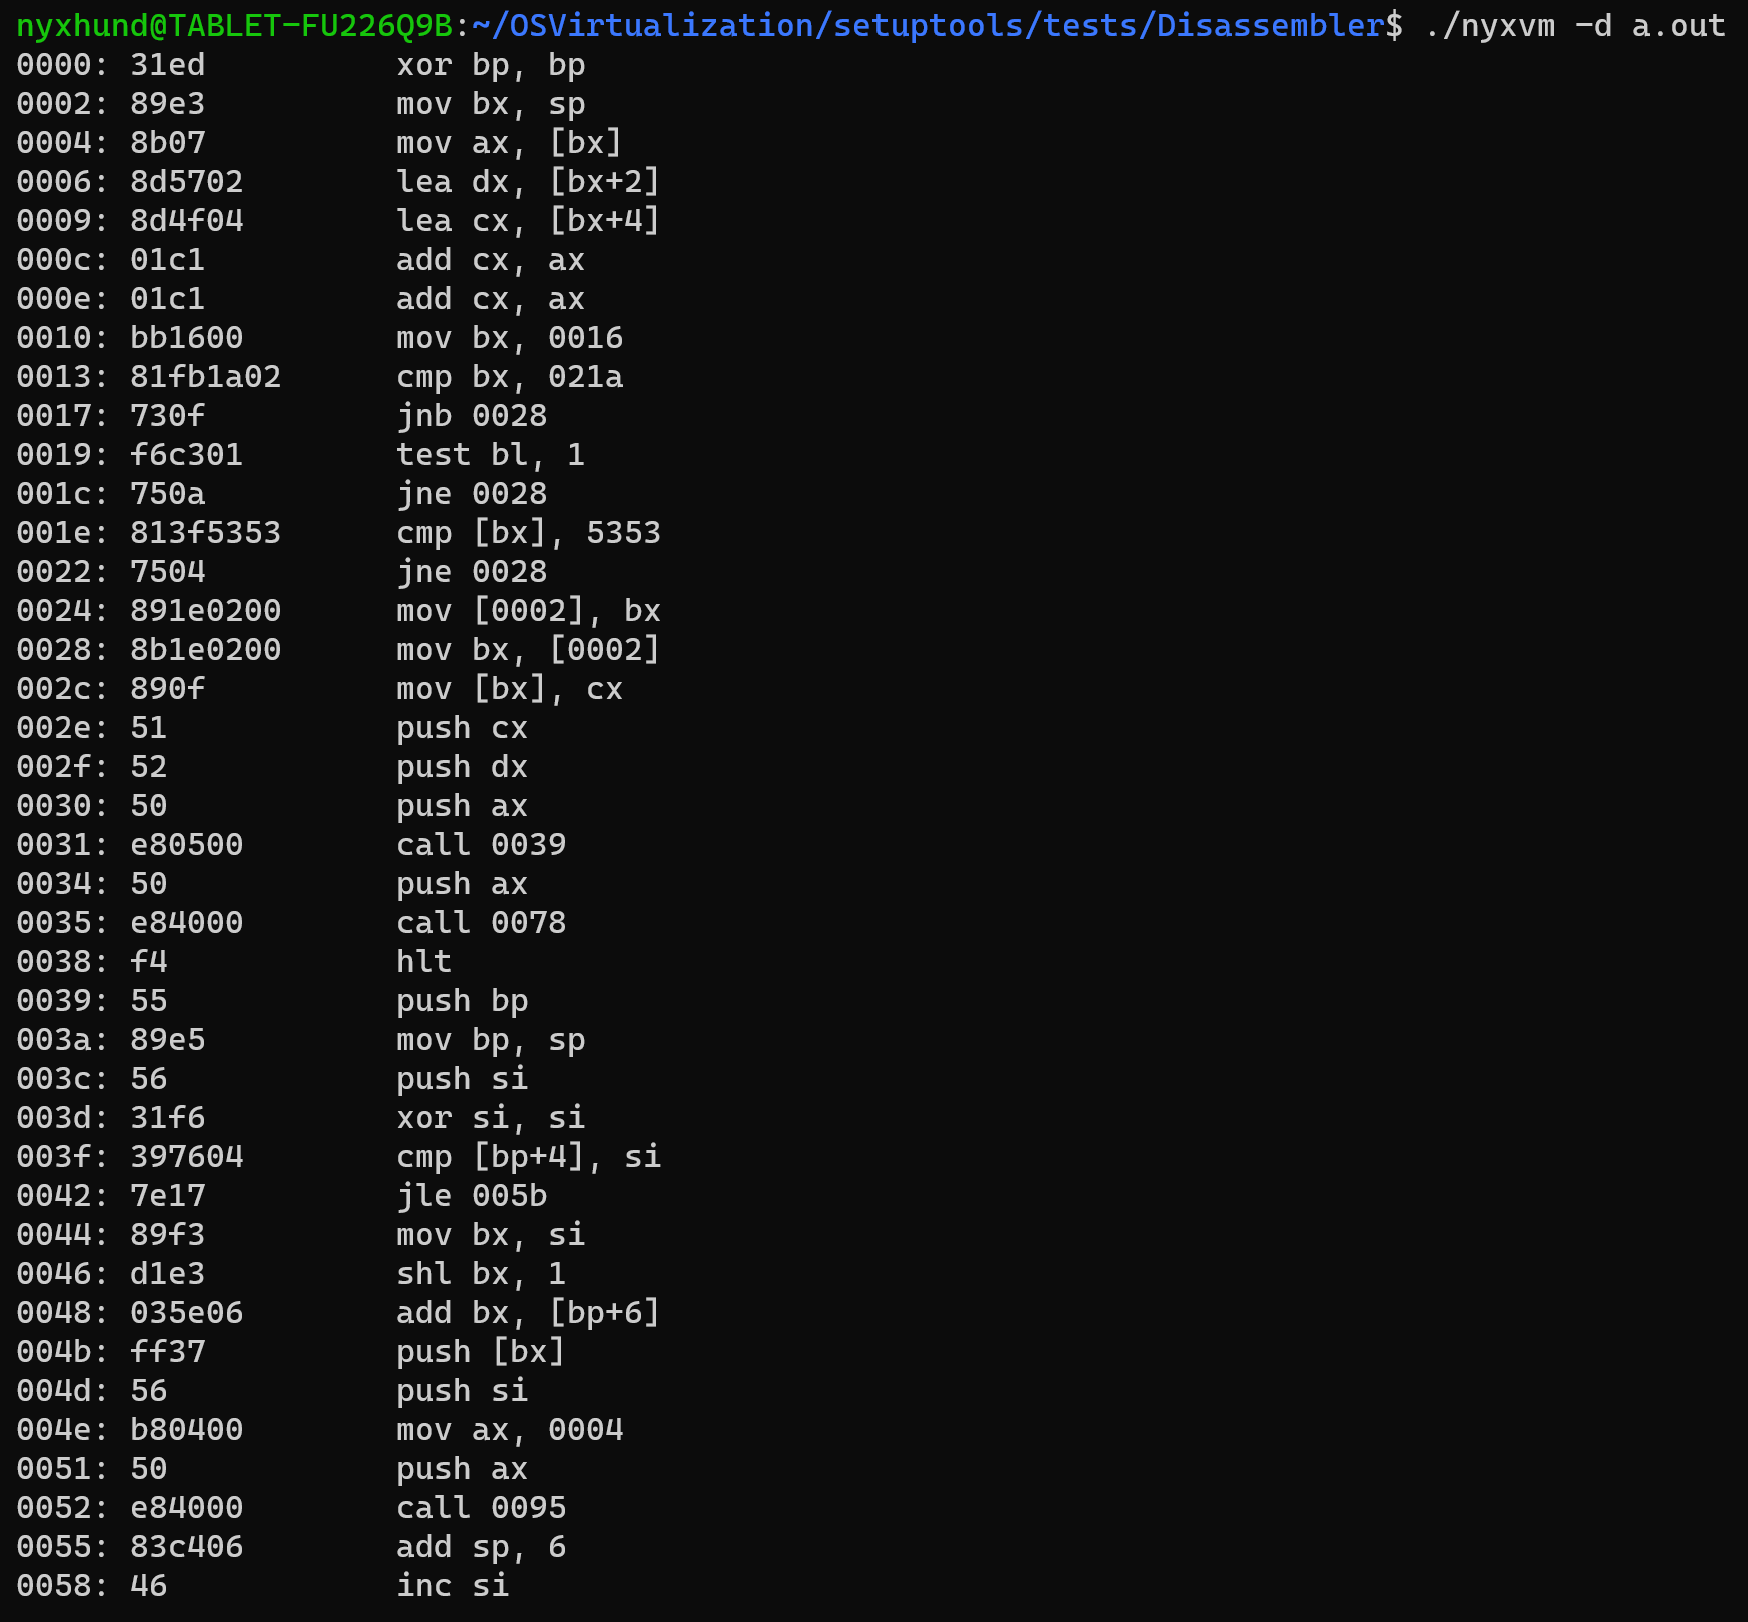 nyxhund@TABLET-FU226Q9B:~/OSVirtualization/setuptools/tests/Disassembler$ ./nyxvm -d a.out
0000: 31ed          xor bp, bp
0002: 89e3          mov bx, sp
0004: 8b07          mov ax, [bx]
0006: 8d5702        lea dx, [bx+2]
0009: 8d4f04        lea cx, [bx+4]
000c: 01c1          add cx, ax
000e: 01c1          add cx, ax
0010: bb1600        mov bx, 0016
0013: 81fb1a02      cmp bx, 021a
0017: 730f          jnb 0028
0019: f6c301        test bl, 1
001c: 750a          jne 0028
001e: 813f5353      cmp [bx], 5353
0022: 7504          jne 0028
0024: 891e0200      mov [0002], bx
0028: 8b1e0200      mov bx, [0002]
002c: 890f          mov [bx], cx
002e: 51            push cx
002f: 52            push dx
0030: 50            push ax
0031: e80500        call 0039
0034: 50            push ax
0035: e84000        call 0078
0038: f4            hlt
0039: 55            push bp
003a: 89e5          mov bp, sp
003c: 56            push si
003d: 31f6          xor si, si
003f: 397604        cmp [bp+4], si
0042: 7e17          jle 005b
0044: 89f3          mov bx, si
0046: d1e3          shl bx, 1
0048: 035e06        add bx, [bp+6]
004b: ff37          push [bx]
004d: 56            push si
004e: b80400        mov ax, 0004
0051: 50            push ax
0052: e84000        call 0095
0055: 83c406        add sp, 6
0058: 46            inc si